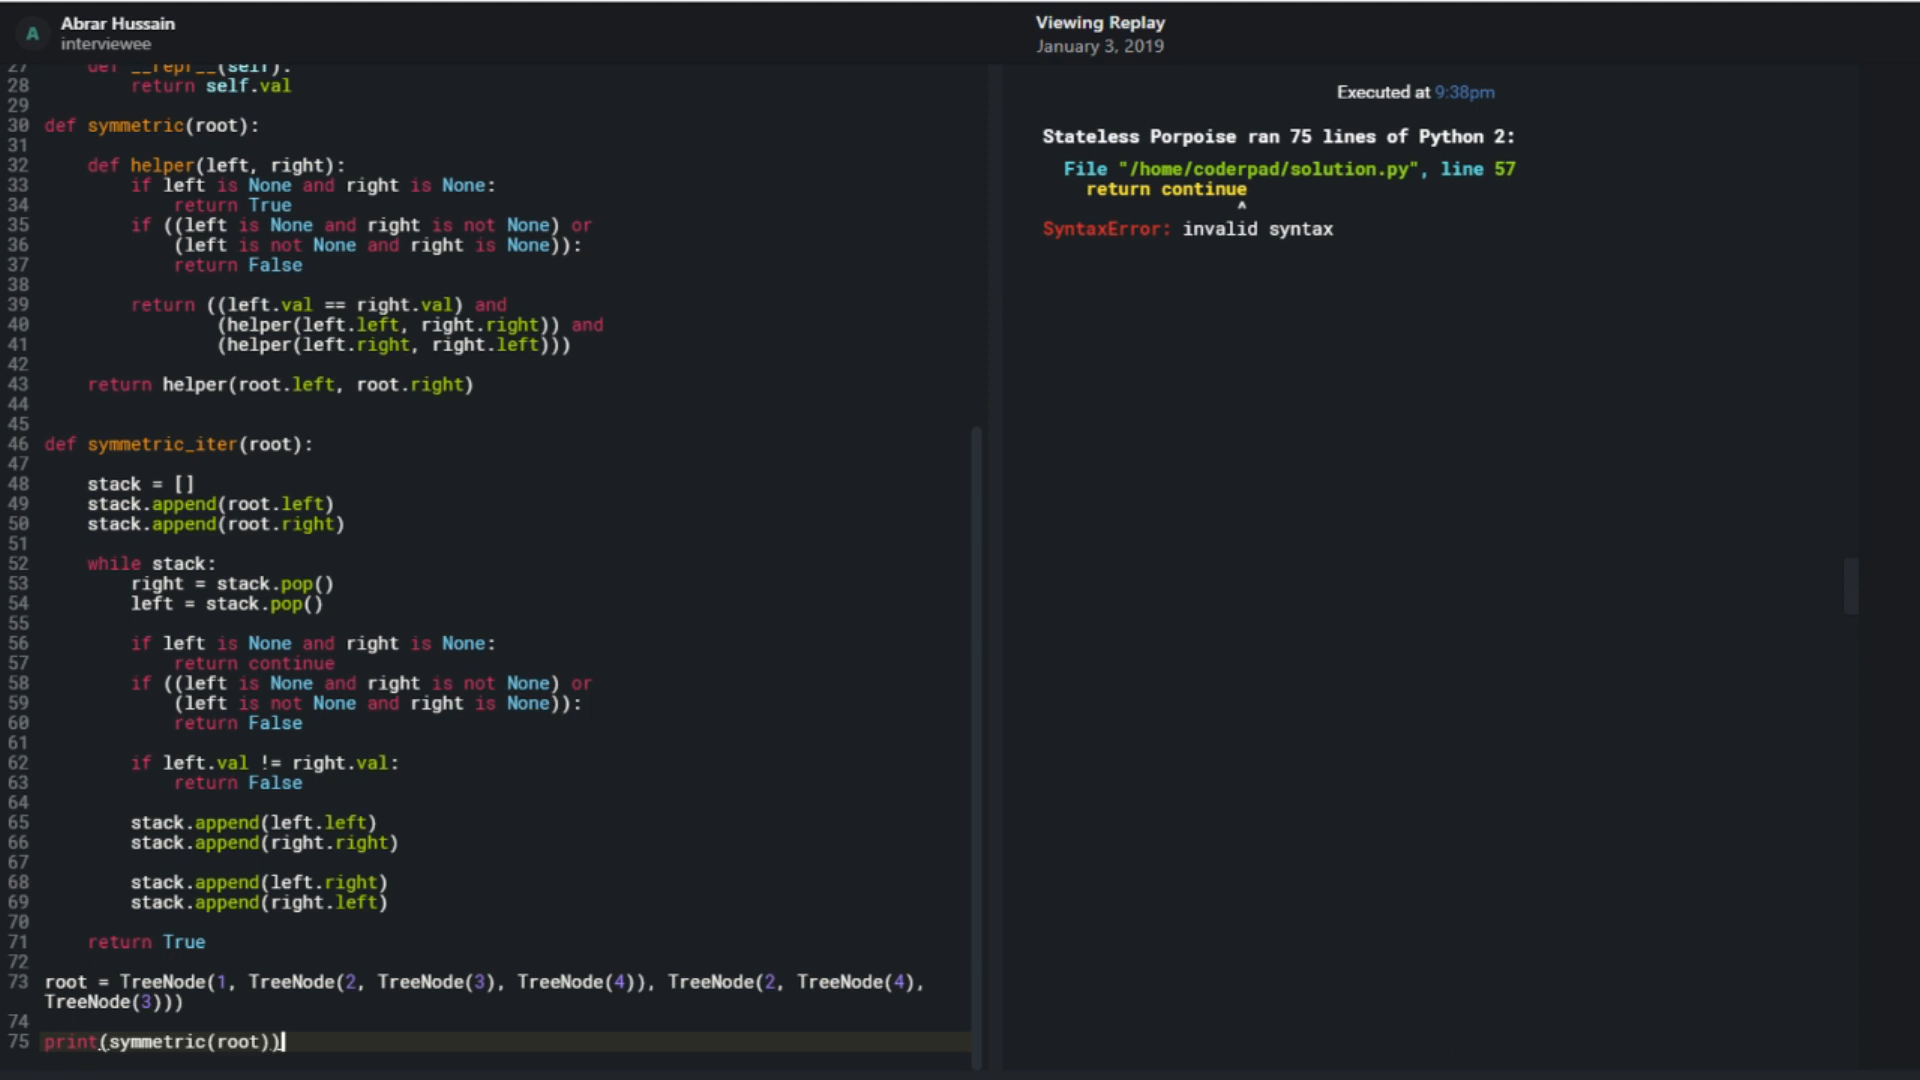 A
Abrar Hussain
interviewee
27     def __repr__(self):
28         return self.val
29
30 def symmetric(root):
31
32     def helper(left, right):
33         if left is None and right is None:
34             return True
35         if ((left is None and right is not None) or
36             (left is not None and right is None)):
37             return False
38
39         return ((left.val == right.val) and
40                 (helper(left.left, right.right)) and
41                 (helper(left.right, right.left)))
42
43     return helper(root.left, root.right)
44
45
46 def symmetric_iter(root):
47
48     stack = []
49     stack.append(root.left)
50     stack.append(root.right)
51
52     while stack:
53         right = stack.pop()
54         left = stack.pop()
55
56         if left is None and right is None:
57             return continue
58         if ((left is None and right is not None) or
59             (left is not None and right is None)):
60             return False
61
62         if left.val != right.val:
63             return False
64
65         stack.append(left.left)
66         stack.append(right.right)
67
68         stack.append(left.right)
69         stack.append(right.left)
70
71     return True
72
73 root = TreeNode(1, TreeNode(2, TreeNode(3), TreeNode(4)), TreeNode(2, TreeNode(4),
TreeNode(3)))
74
75 print(symmetric(root))
Viewing Replay
January 3, 2019
Executed at 9:38pm
Stateless Porpoise ran 75 lines of Python 2:
File "/home/coderpad/solution.py", line 57
return continue
^
SyntaxError: invalid syntax